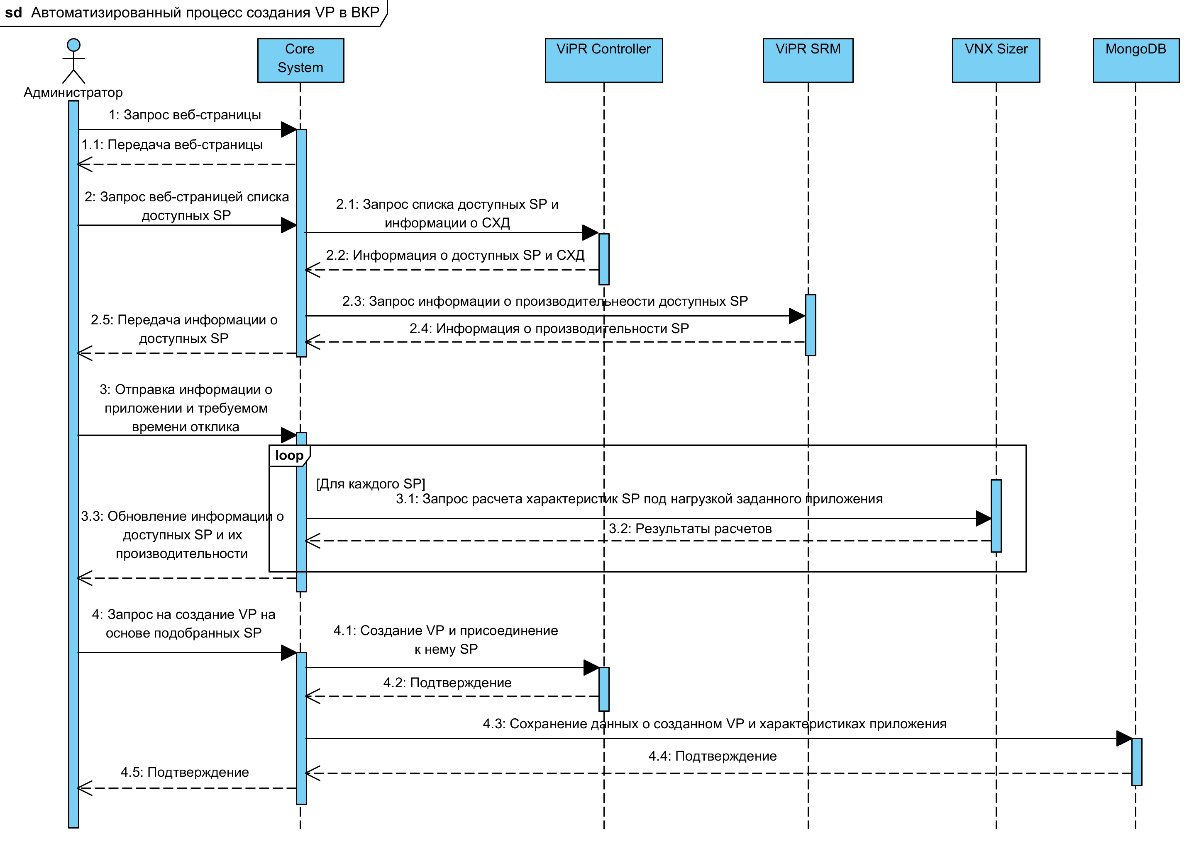 sd Автоматизированный процесс создания VP в ВКР
Администратор
Core
System
ViPR Controller
ViPR SRM
VNX Sizer
MongoDB
1: Запрос веб-страницы
1.1: Передача веб-страницы
2: Запрос веб-страницей списка
доступных SP
2.1: Запрос списка доступных SP и
информации о СХД
2.2: Информация о доступных SP и СХД
2.3: Запрос информации о производительнеости доступных SP
2.4: Информация о производительности SP
2.5: Передача информации о
доступных SP
3: Отправка информации о
приложении и требуемом
времени отклика
loop
[Для каждого SP]
3.1: Запрос расчета характеристик SP под нагрузкой заданного приложения
3.2: Результаты расчетов
3.3: Обновление информации о
доступных SP и их
производительности
4: Запрос на создание VP на
основе подобранных SP
4.1: Создание VP и присоединение
к нему SP
4.2: Подтверждение
4.3: Сохранение данных о созданном VP и характеристиках приложения
4.4: Подтверждение
4.5: Подтверждение